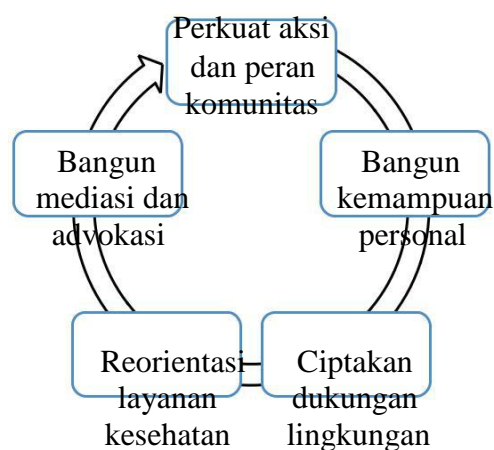 Perkuat aksi
dan peran
komunitas
Bangun
kemampuan
personal
Ciptakan
dukungan
lingkungan
Reorientasi
layanan
kesehatan
Bangun
mediasi dan
advokasi